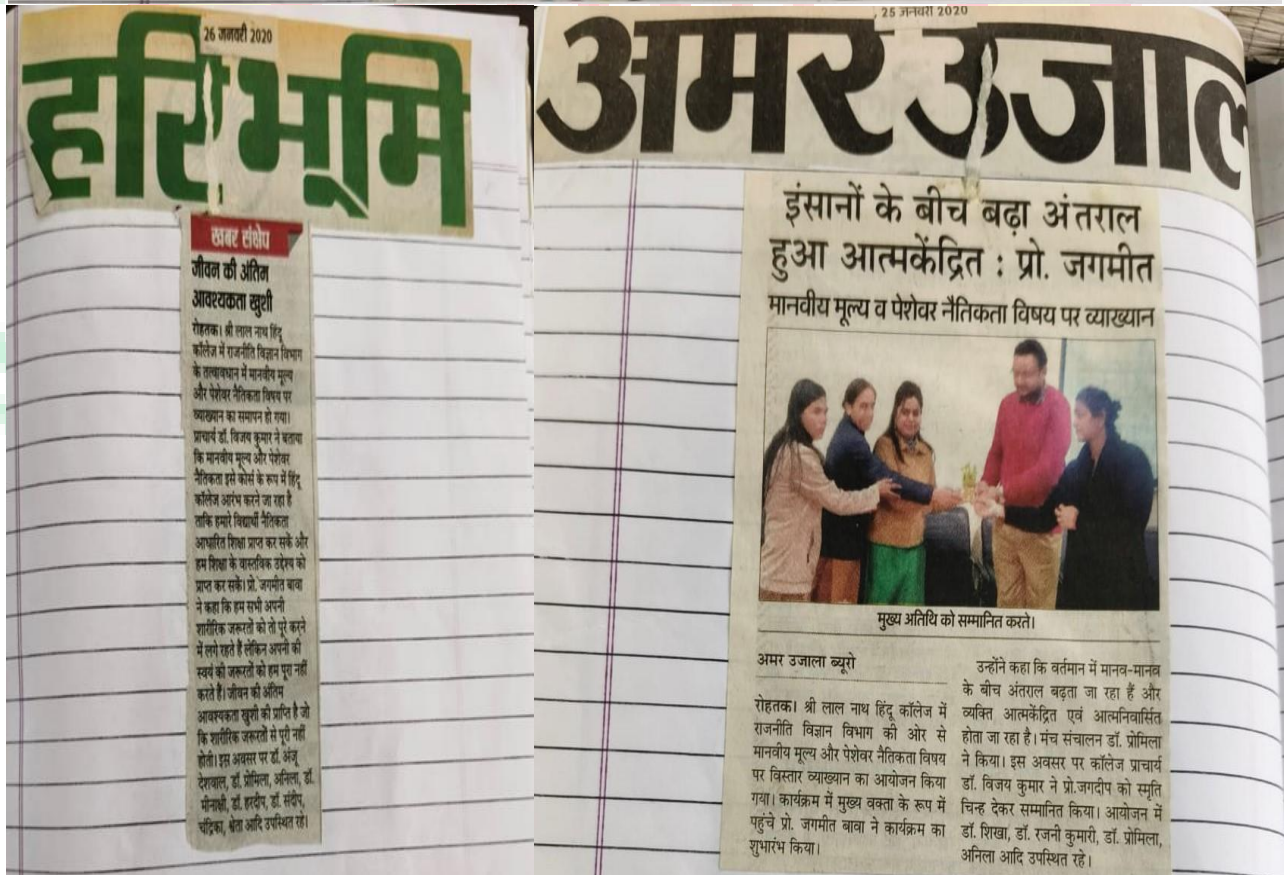 26 जनवरी 2020
हरिभूमि
खबर संक्षेप
जीवन की अंतिम
आवश्यकता खुशी
रोहतक। श्री लाल नाथ हिंदू
कॉलेज में राजनीति विज्ञान विभाग
के तत्वावधान में मानवीय मूल्य
और पेशेवर नैतिकता विषय पर
व्याख्यान का समापन हो गया।
प्राचार्य डॉ. विजय कुमार ने बताया
कि मानवीय मूल्य और पेशेवर
नैतिकता इसे कोर्स के रूप में हिंदू
कॉलेज आरंभ करने जा रहा है
ताकि हमारे विद्यार्थी नैतिकता
आधारित शिक्षा प्राप्त कर सकें और
हम शिक्षा के वास्तविक उद्देश्य को
प्राप्त कर सकें। प्रो. जगमीत बावा
ने कहा कि हम सभी अपनी
शारीरिक जरूरतों को तो पूरे करने
में लगे रहते हैं लेकिन अपनी की
स्वयं की जरूरतों को हम पूरा नहीं
करते हैं। जीवन की अंतिम
आवश्यकता खुशी की प्राप्ति है जो
कि शारीरिक जरूरतों से पूरी नहीं
होती। इस अवसर पर डॉ. अंजू
देशवाल, डॉ. प्रोमिला, अनिला, डॉ.
मीनाक्षी, डॉ. हरदीप, डॉ. संदीप,
चंद्रिका, श्वेता आदि उपस्थित रहे।
25 जनवरी 2020
अमर उजाल
इंसानों के बीच बढ़ा अंतराल
हुआ आत्मकेंद्रित : प्रो. जगमीत
मानवीय मूल्य व पेशेवर नैतिकता विषय पर व्याख्यान
मुख्य अतिथि को सम्मानित करते।
अमर उजाला ब्यूरो
रोहतक। श्री लाल नाथ हिंदू कॉलेज में
राजनीति विज्ञान विभाग की ओर से
मानवीय मूल्य और पेशेवर नैतिकता विषय
पर विस्तार व्याख्यान का आयोजन किया
गया। कार्यक्रम में मुख्य वक्ता के रूप में
पहुंचे प्रो. जगमीत बावा ने कार्यक्रम का
शुभारंभ किया।
उन्होंने कहा कि वर्तमान में मानव-मानव
के बीच अंतराल बढ़ता जा रहा हैं और
व्यक्ति आत्मकेंद्रित एवं आत्मनिवार्सित
होता जा रहा है। मंच संचालन डॉ. प्रोमिला
ने किया। इस अवसर पर कॉलेज प्राचार्य
डॉ. विजय कुमार ने प्रो.जगदीप को स्मृति
चिन्ह देकर सम्मानित किया। आयोजन में
डॉ. शिखा, डॉ. रजनी कुमारी, डॉ. प्रोमिला,
अनिला आदि उपस्थित रहे।